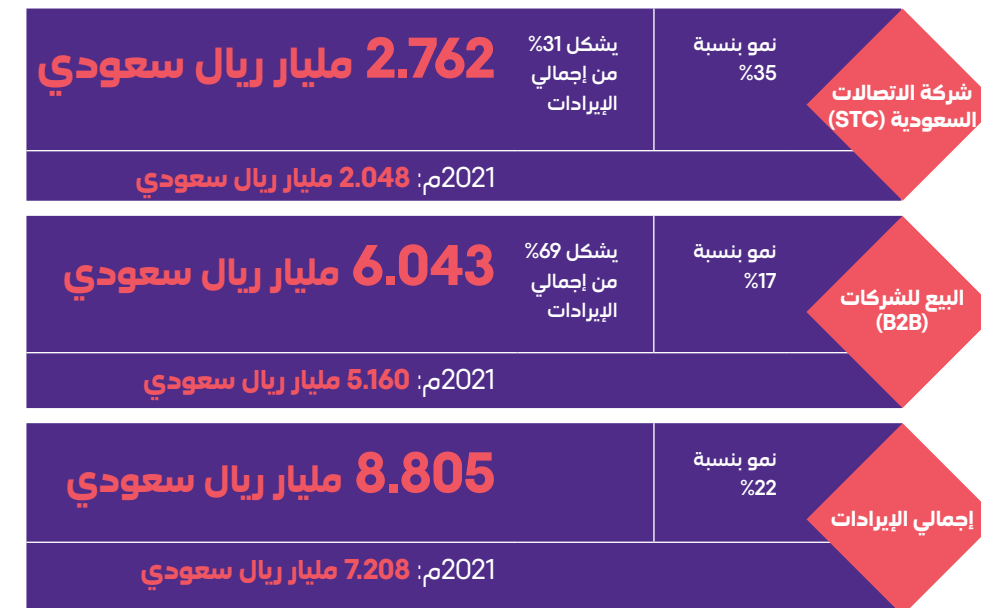 شركة الاتصالات
السعودية (STC)
نمو بنسبة
%35
يشكل 31%
من إجمالي
الإيرادات
2.762 مليار ريال سعودي
2021م: 2.048 مليار ريال سعودي
البيع للشركات
(B2B)
نمو بنسبة
%17
يشكل 69%
من إجمالي
الإيرادات
6.043 مليار ريال سعودي
2021م: 5.160 مليار ريال سعودي
إجمالي الإيرادات
نمو بنسبة
%22
8.805 مليار ريال سعودي
2021م: 7.208 مليار ريال سعودي